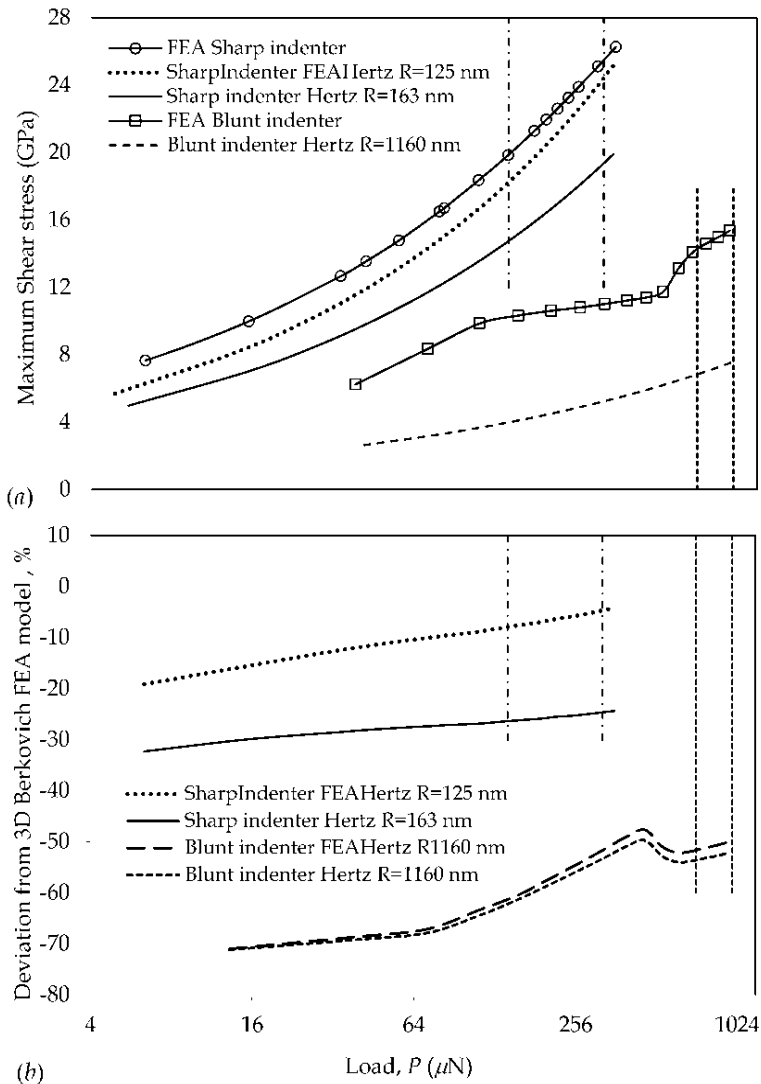 28
24
20
16
12
8
4
0
Maximum Shear stress (GPa)
FEA Sharp indenter
SharpIndenter FEAHertz R=125 nm
Sharp indenter Hertz R=163 nm
FEA Blunt indenter
Blunt indenter Hertz R=1160 nm
(a)
10
0
-10
-20
-30
-40
-50
-60
-70
-80
Deviation from 3D Berkovich FEA model , %
SharpIndenter FEAHertz R=125 nm
Sharp indenter Hertz R=163 nm
Blunt indenter FEAHertz R1160 nm
Blunt indenter Hertz R=1160 nm
4 16 64 256 1024
Load, P (μN)
(b)